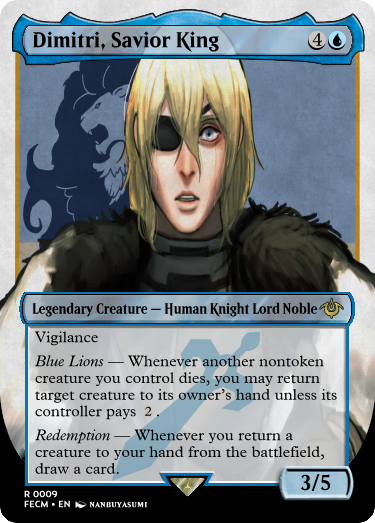 Dimitri, Savior King 4
Legendary Creature — Human Knight Lord Noble
Vigilance
Blue Lions — Whenever another nontoken
creature you control dies, you may return
target creature to its owner's hand unless its
controller pays 2 .
Redemption — Whenever you return a
creature to your hand from the battlefield,
draw a card.
3/5
R 0009
FECM • EN NANBUYASUMI